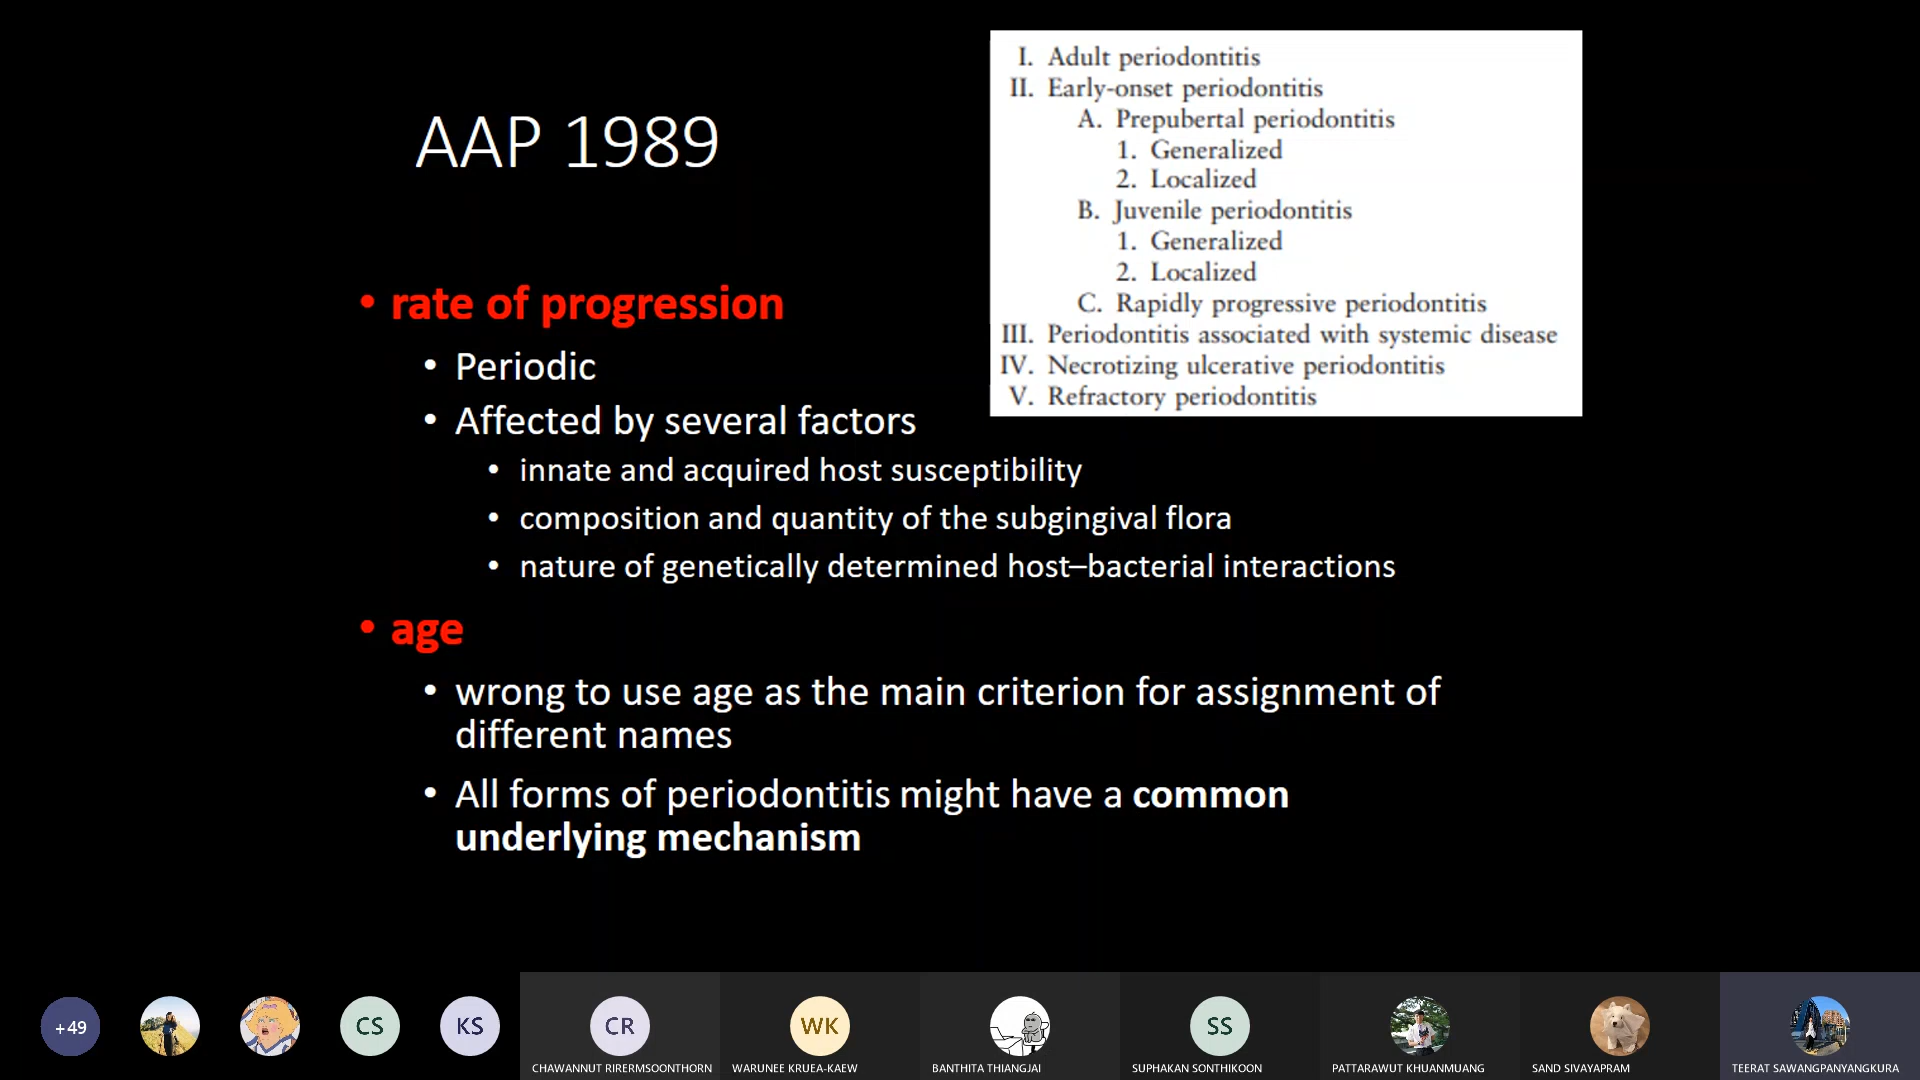 AAP 1989
I. Adult periodontitis
II. Early-onset periodontitis
A. Prepubertal periodontitis
1. Generalized
2. Localized
B. Juvenile periodontitis
1. Generalized
2. Localized
C. Rapidly progressive periodontitis
III. Periodontitis associated with systemic disease
IV. Necrotizing ulcerative periodontitis
V. Refractory periodontitis
• rate of progression
• Periodic
• Affected by several factors
• innate and acquired host susceptibility
• composition and quantity of the subgingival flora
• nature of genetically determined host–bacterial interactions
• age
• wrong to use age as the main criterion for assignment of
different names
• All forms of periodontitis might have a common
underlying mechanism
+49
CS
KS
CR
WK
SS
CHAWANNUT RIRERMSOONTHORN
WARUNEE KRUEA-KAEW
BANTHITA THIANGJAI
SUPHAKAN SONTHIKOON
PATTARAWUT KHUANMUANG
SAND SIVAYAPRAM
TEERAT SAWANGPANYANGKURA